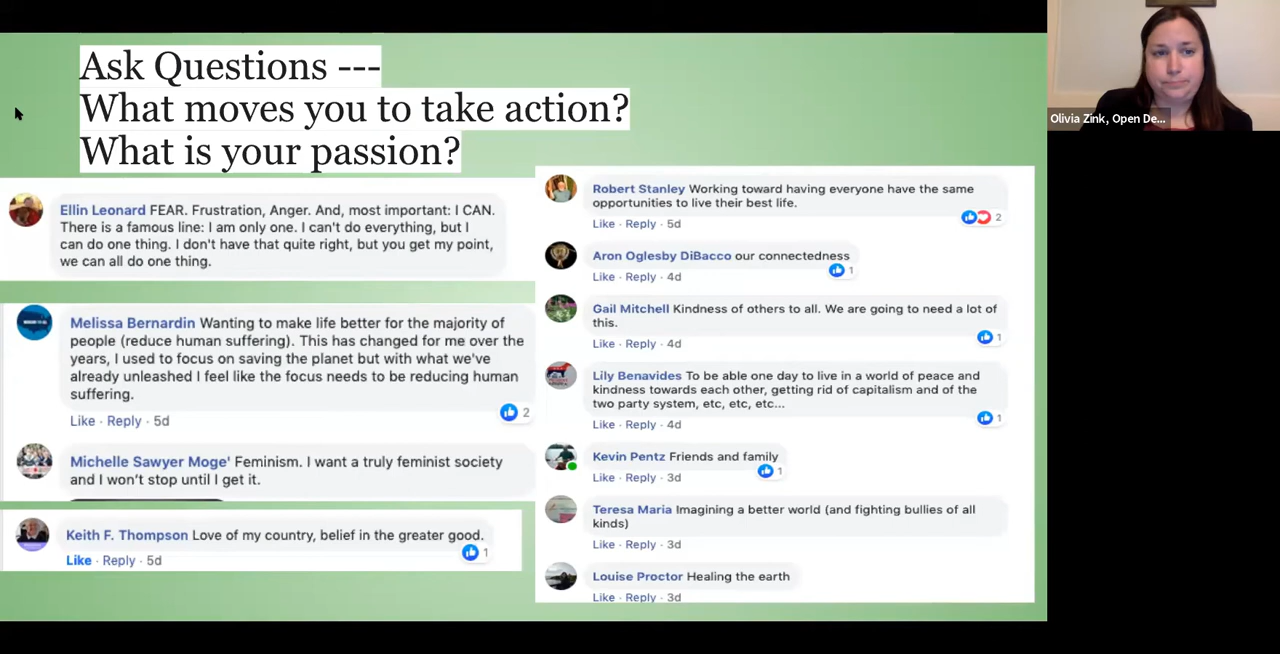 Ask Questions ---
What moves you to take action?
What is your passion?
Ellin Leonard FEAR. Frustration, Anger. And, most important: I CAN.
There is a famous line: I am only one. I can't do everything, but I
can do one thing. I don't have that quite right, but you get my point,
we can all do one thing.
Melissa Bernardin Wanting to make life better for the majority of
people (reduce human suffering). This has changed for me over the
years, I used to focus on saving the planet but with what we've
already unleashed I feel like the focus needs to be reducing human
suffering.
Like · Reply · 5d
2
Michelle Sawyer Moge' Feminism. I want a truly feminist society
and I won't stop until I get it.
Keith F. Thompson Love of my country, belief in the greater good.
1
Like · Reply · 5d
Robert Stanley Working toward having everyone have the same
opportunities to live their best life.
2
Like · Reply · 5d
Aron Oglesby DiBacco our connectedness
1
Like · Reply · 4d
Gail Mitchell Kindness of others to all. We are going to need a lot of
this.
1
Like · Reply · 4d
Lily Benavides To be able one day to live in a world of peace and
kindness towards each other, getting rid of capitalism and of the
two party system, etc, etc, etc...
1
Like · Reply · 4d
Kevin Pentz Friends and family
1
Like · Reply · 3d
Teresa Maria Imagining a better world (and fighting bullies of all
kinds)
Like · Reply · 3d
Louise Proctor Healing the earth
Like · Reply · 3d
Olivia Zink, Open De...